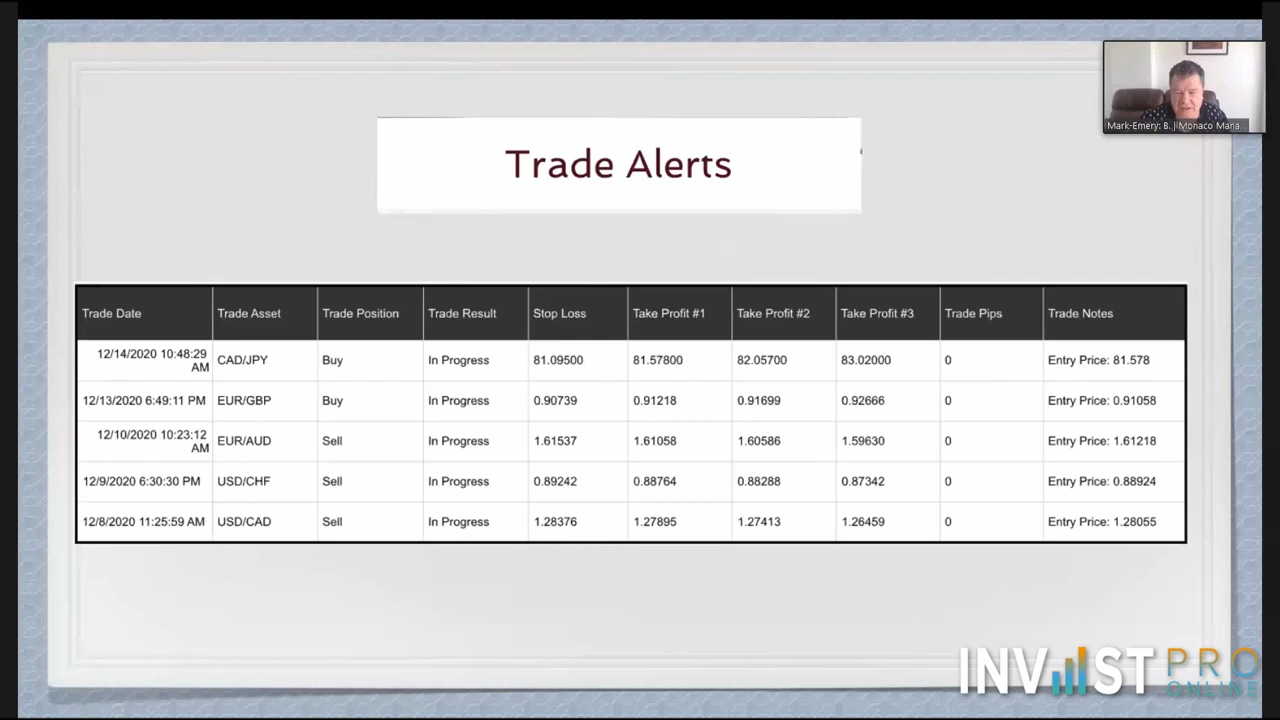 Mark-Emery: B. | Monaco Mana...
Trade Alerts
Trade Date Trade Asset Trade Position Trade Result Stop Loss Take Profit #1 Take Profit #2 Take Profit #3 Trade Pips Trade Notes
12/14/2020 10:48:29
AM CAD/JPY Buy In Progress 81.09500 81.57800 82.05700 83.02000 0 Entry Price: 81.578
12/13/2020 6:49:11 PM EUR/GBP Buy In Progress 0.90739 0.91218 0.91699 0.92666 0 Entry Price: 0.91058
12/10/2020 10:23:12
AM EUR/AUD Sell In Progress 1.61537 1.61058 1.60586 1.59630 0 Entry Price: 1.61218
12/9/2020 6:30:30 PM USD/CHF Sell In Progress 0.89242 0.88764 0.88288 0.87342 0 Entry Price: 0.88924
12/8/2020 11:25:59 AM USD/CAD Sell In Progress 1.28376 1.27895 1.27413 1.26459 0 Entry Price: 1.28055
INVEST PRO
ONLINE